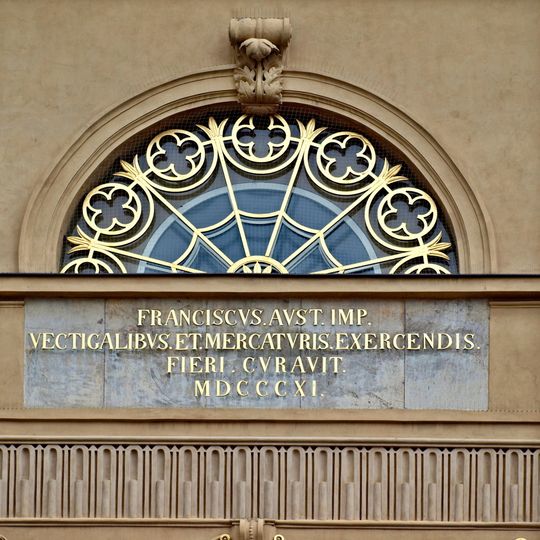 FRANCISCVS.AVST.IMP.
VECTIGALIBVS.ET.MERCATVRIS.EXERCENDIS.
FIERI.CVRAVIT.
MDCCCXI.